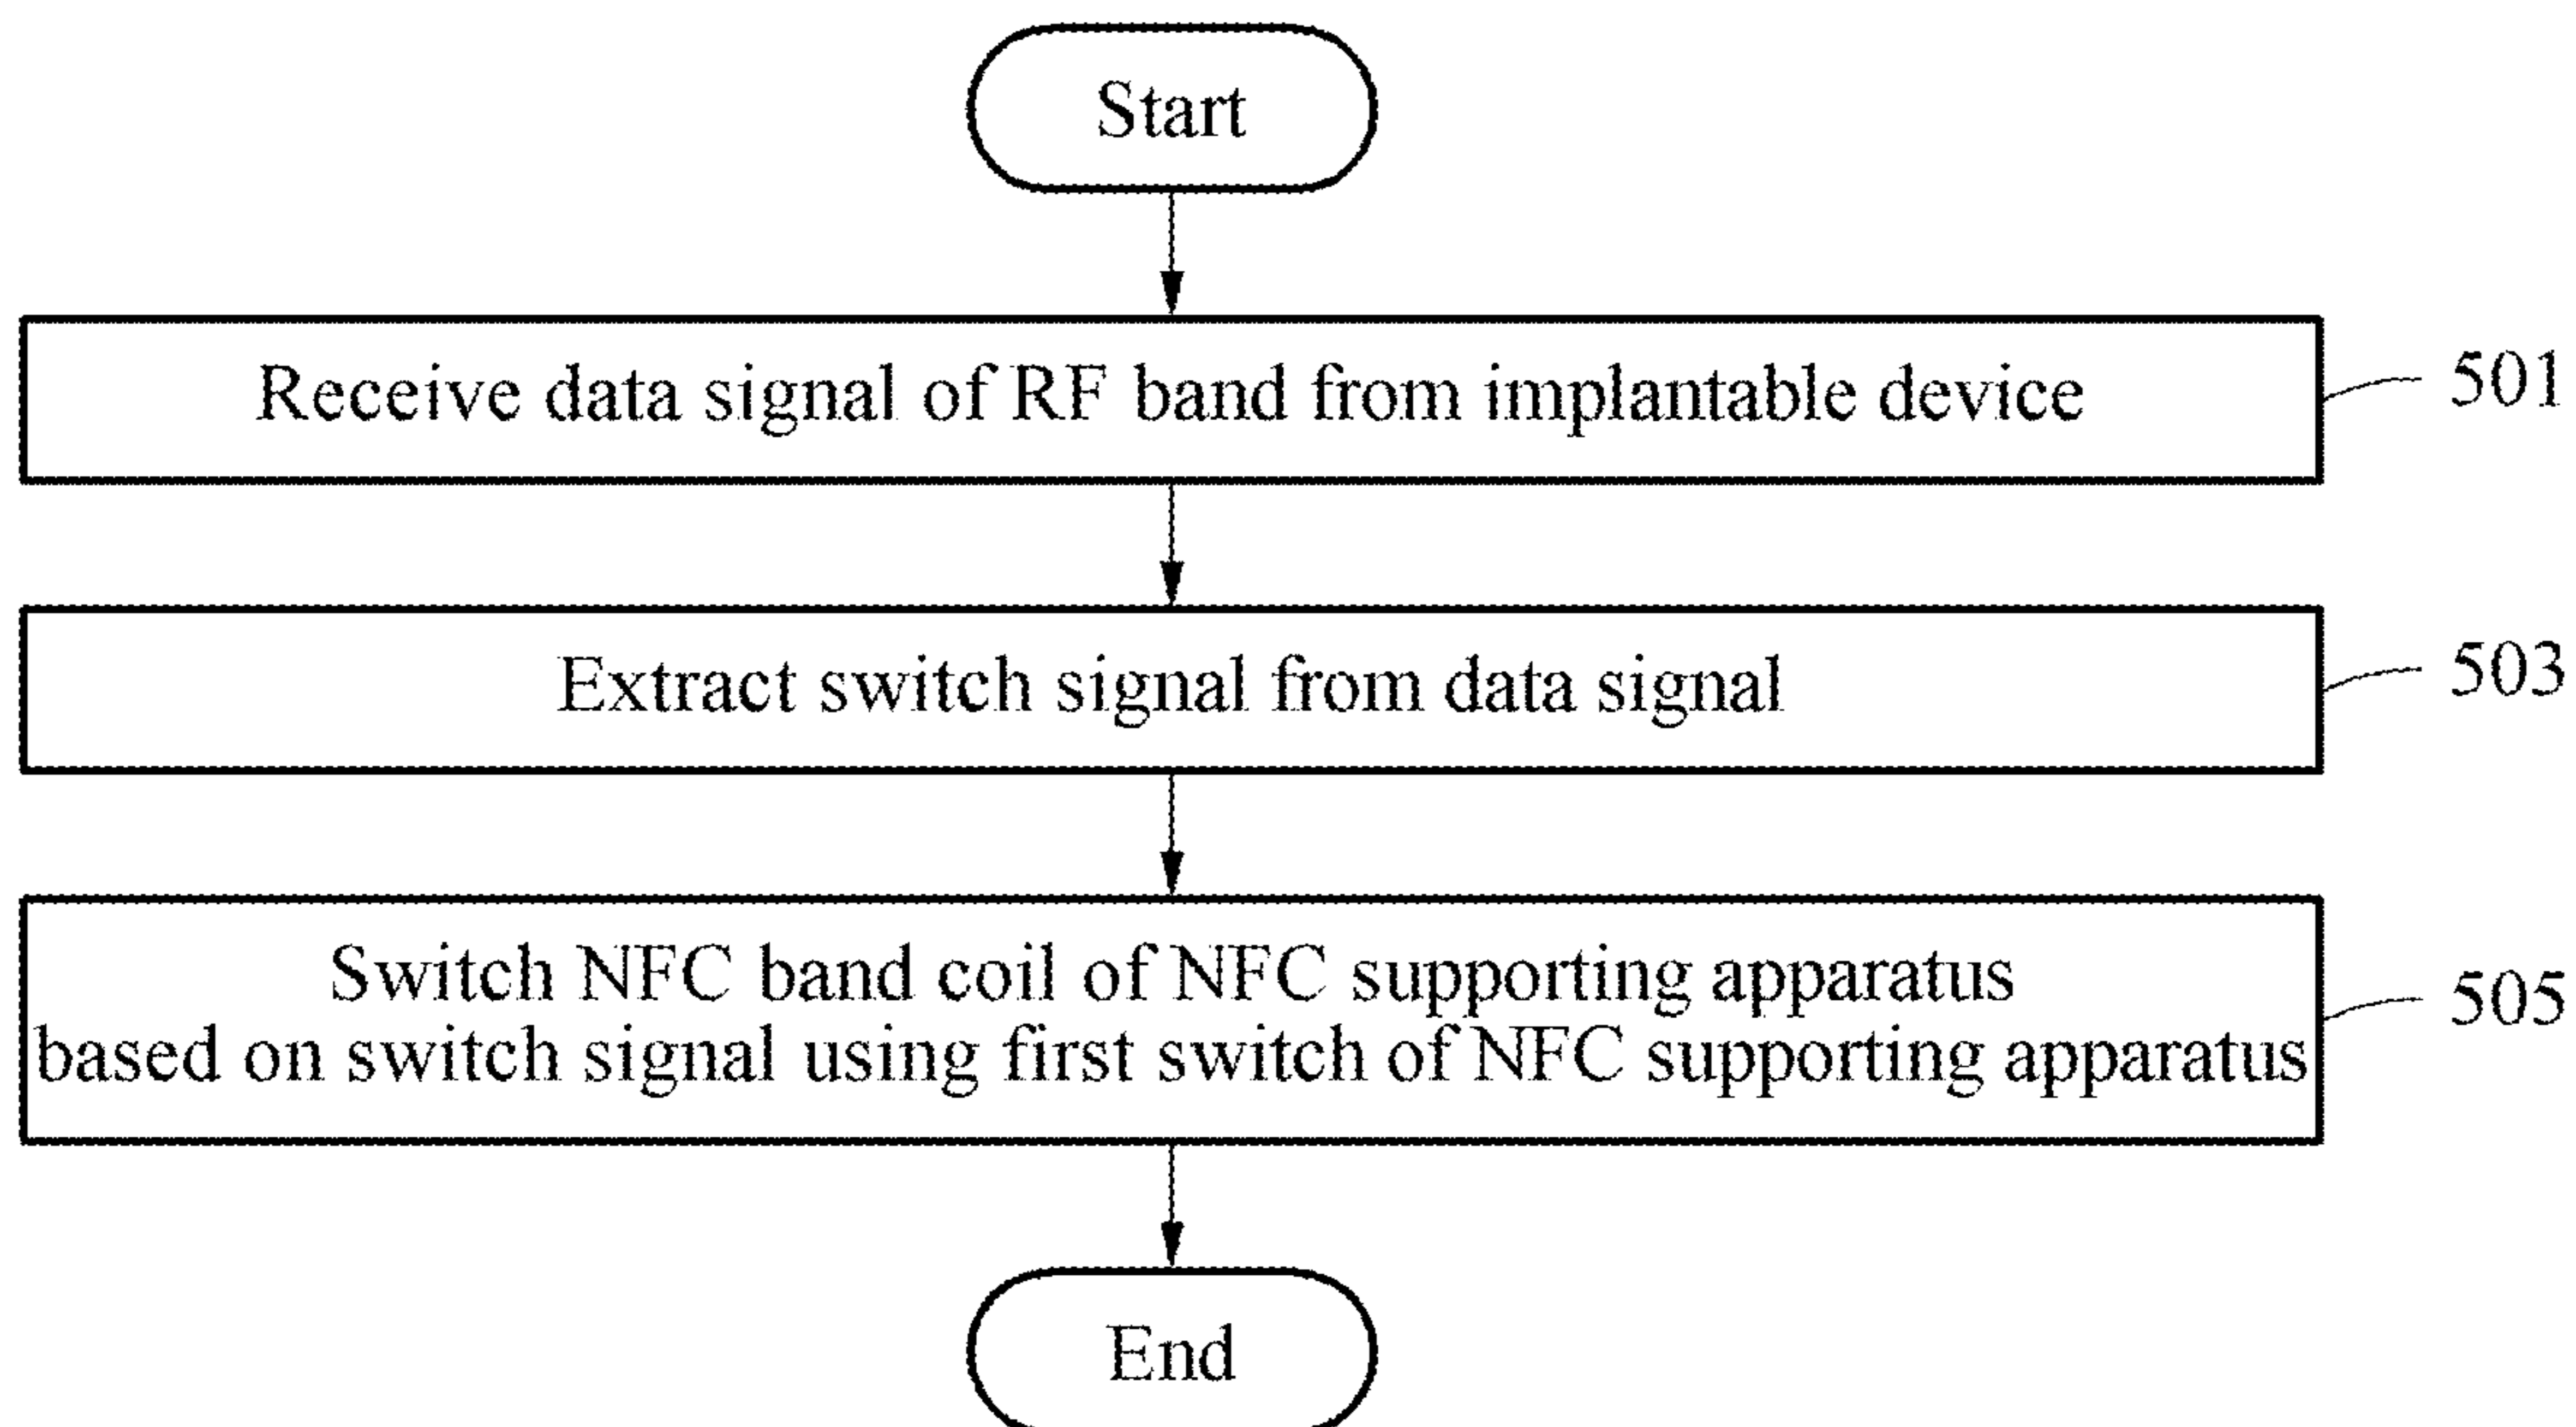 Start
Receive data signal of RF band from implantable device
501
Extract switch signal from data signal
503
Switch NFC band coil of NFC supporting apparatus
based on switch signal using first switch of NFC supporting apparatus
505
End